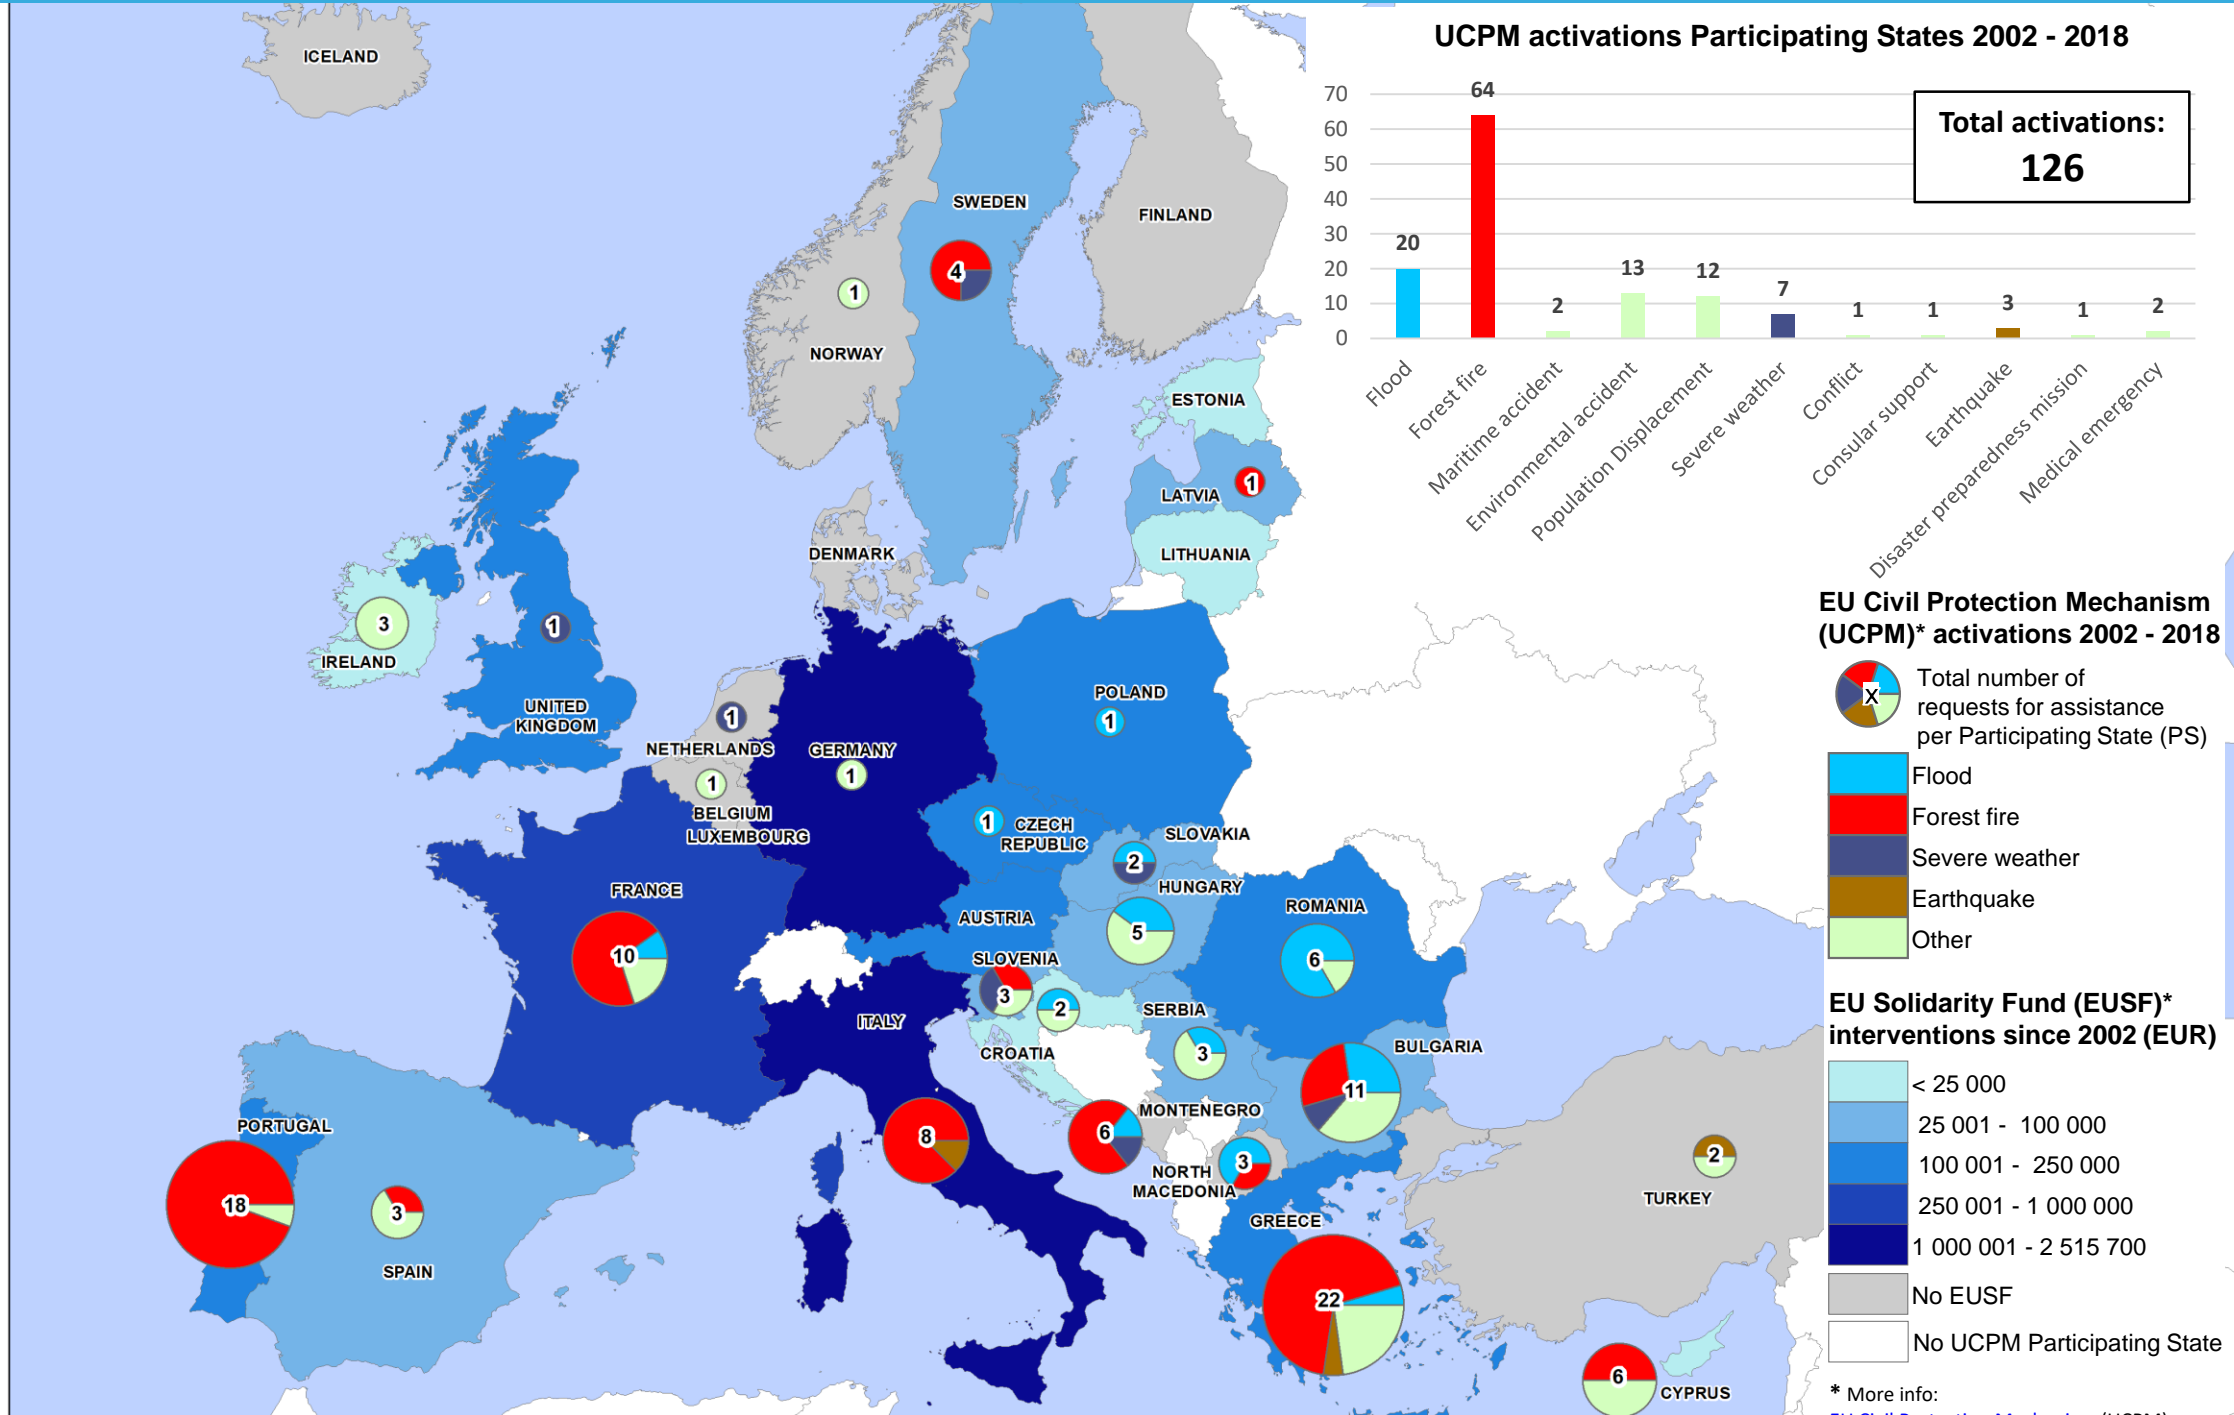 UCPM activations Participating States 2002 - 2018
Total activations:
126
70
60
50
40
30
20
10
0
20
64
2
13
12
7
1
1
3
1
2
Flood
Forest fire
Maritime accident
Environmental accident
Population Displacement
Severe weather
Conflict
Consular support
Earthquake
Disaster preparedness mission
Medical emergency
ICELAND
SWEDEN
4
FINLAND
1
NORWAY
ESTONIA
LATVIA
1
LITHUANIA
DENMARK
3
IRELAND
1
UNITED
KINGDOM
1
NETHERLANDS
1
BELGIUM
LUXEMBOURG
GERMANY
1
POLAND
1
1
CZECH
REPUBLIC
SLOVAKIA
2
HUNGARY
5
AUSTRIA
FRANCE
10
SLOVENIA
3
2
CROATIA
ITALY
8
ROMANIA
6
SERBIA
3
BULGARIA
11
MONTENEGRO
6
NORTH
MACEDONIA
3
GREECE
22
PORTUGAL
18
3
SPAIN
2
TURKEY
6
CYPRUS
EU Civil Protection Mechanism
(UCPM)* activations 2002 - 2018
X
Total number of
requests for assistance
per Participating State (PS)
Flood
Forest fire
Severe weather
Earthquake
Other
EU Solidarity Fund (EUSF)*
interventions since 2002 (EUR)
< 25 000
25 001 - 100 000
100 001 - 250 000
250 001 - 1 000 000
1 000 001 - 2 515 700
No EUSF
No UCPM Participating State
* More info:
EU Civil Protection Mechanism (UCPM)